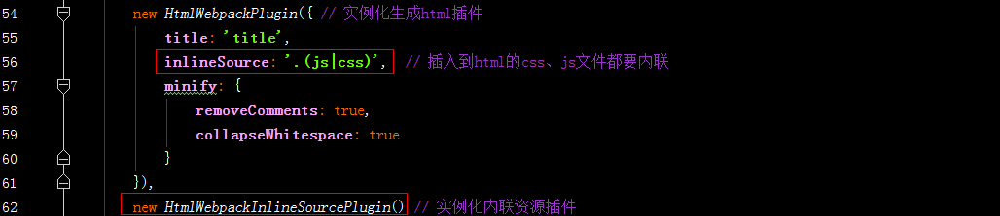 54 new HtmlWebpackPlugin({ // 实例化生成html插件
55 title: 'title',
56 inlineSource: '.(js|css)', // 插入到html的css、js文件都要内联
57 minify: {
58 removeComments: true,
59 collapseWhitespace: true
60 }
61 }),
62 new HtmlWebpackInlineSourcePlugin() // 实例化内联资源插件